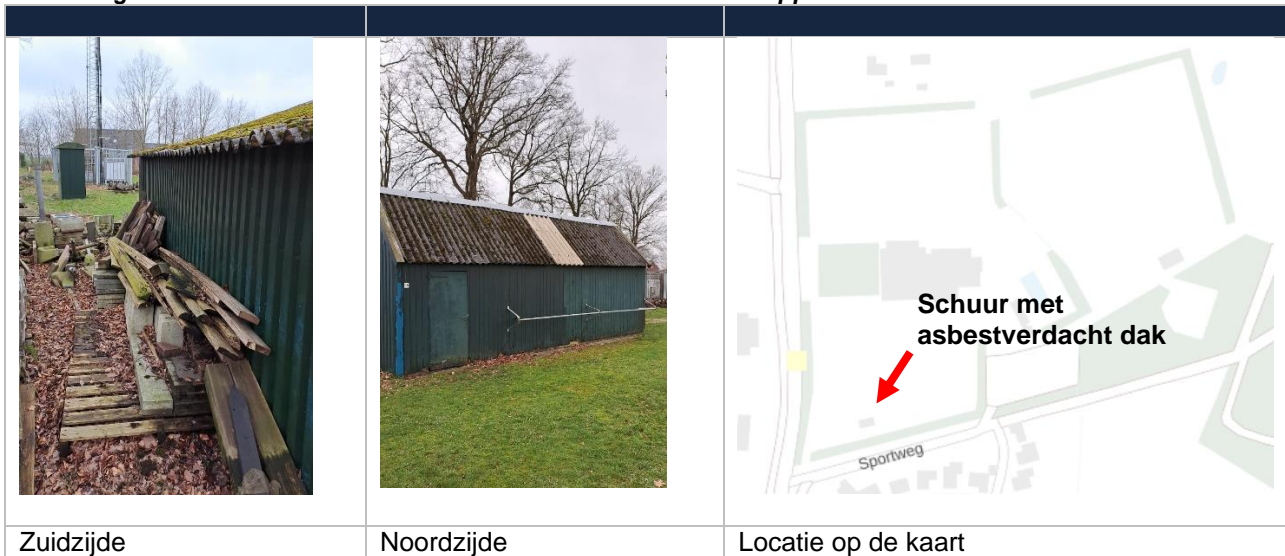 Schuur met
asbestverdacht dak
Sportweg
Zuidzijde
Noordzijde
Locatie op de kaart